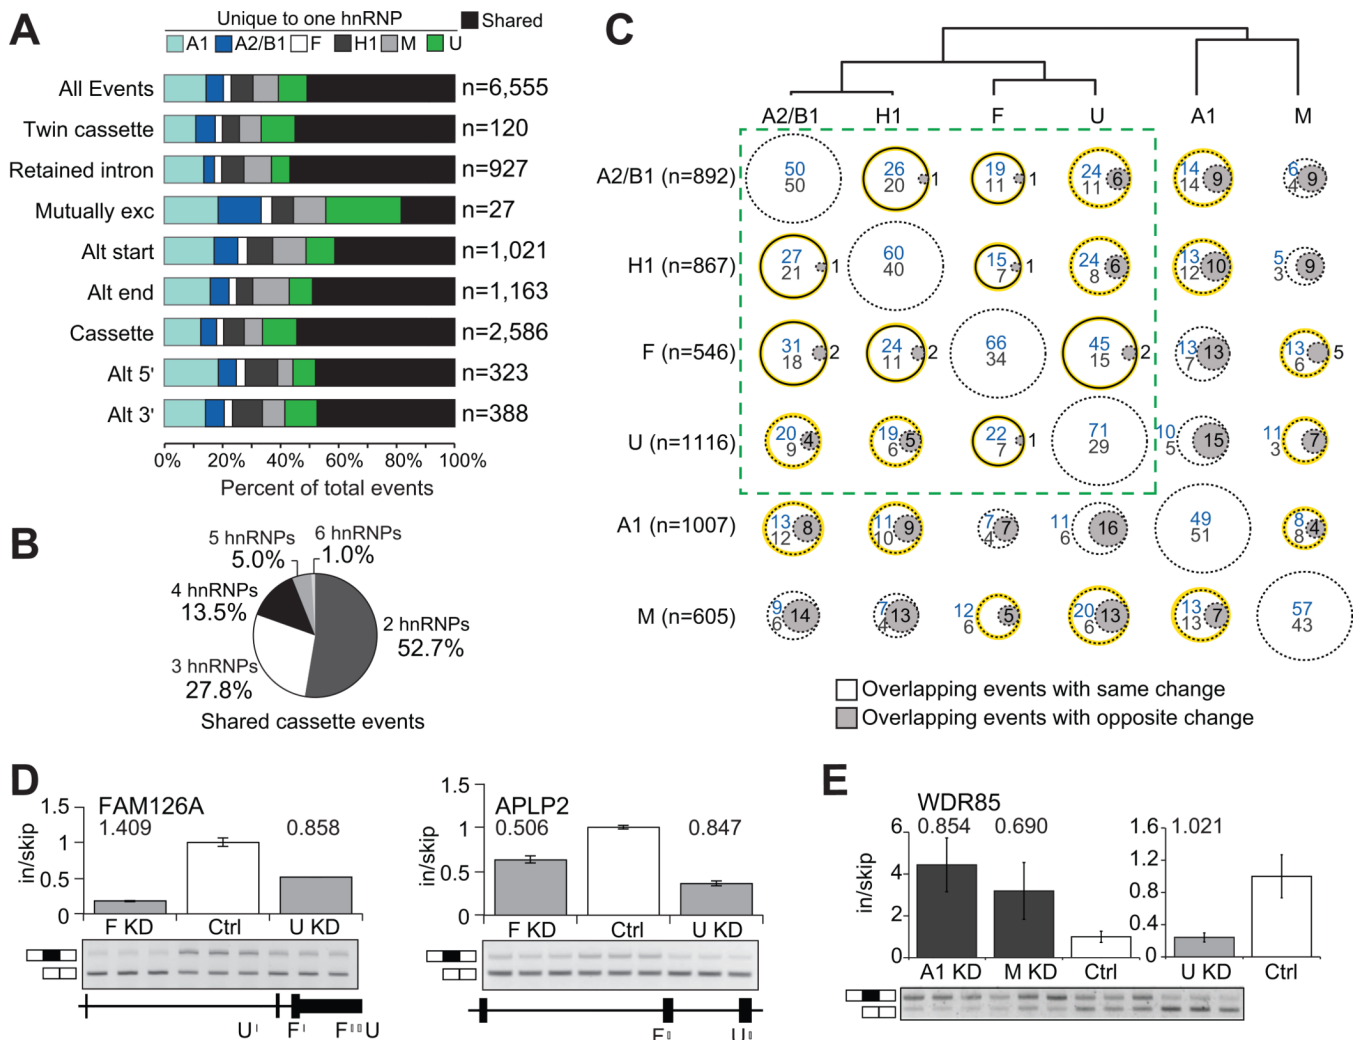 A
Unique to one hnRNP
Shared
A1 A2/B1 F H1 M U
All Events n=6,555
Twin cassette n=120
Retained intron n=927
Mutually exc n=27
Alt start n=1,021
Alt end n=1,163
Cassette n=2,586
Alt 5' n=323
Alt 3' n=388
0% 20% 40% 60% 80% 100%
Percent of total events
B
5 hnRNPs 5.0%
6 hnRNPs 1.0%
4 hnRNPs 13.5%
2 hnRNPs 52.7%
3 hnRNPs 27.8%
Shared cassette events
C
A2/B1 H1 F U A1 M
A2/B1 (n=892)
50 26 19 24 14 6
50 20 1 11 1 11 6 14 9 4 9
H1 (n=867)
27 60 15 24 13 5
21 1 40 7 1 8 6 12 10 3 9
F (n=546)
31 24 66 45 13 13
18 2 11 2 34 15 2 7 13 6 5
U (n=1116)
20 19 22 71 10 11
9 4 6 5 7 1 29 5 15 3 7
A1 (n=1007)
13 11 7 11 49 8
12 8 10 9 4 7 6 16 51 8 4
M (n=605)
9 7 12 20 13 57
6 14 4 13 6 5 6 13 13 7 43
Overlapping events with same change
Overlapping events with opposite change
D
FAM126A
1.409 0.858
in/skip
1.5
1
0.5
0
F KD Ctrl U KD
U F F U
APLP2
0.506 0.847
in/skip
1.5
1
0.5
0
F KD Ctrl U KD
F U
E
WDR85
0.854 0.690
in/skip
6
4
2
0
A1 KD M KD Ctrl
1.021
1.6
1.2
0.8
0.4
0
U KD Ctrl